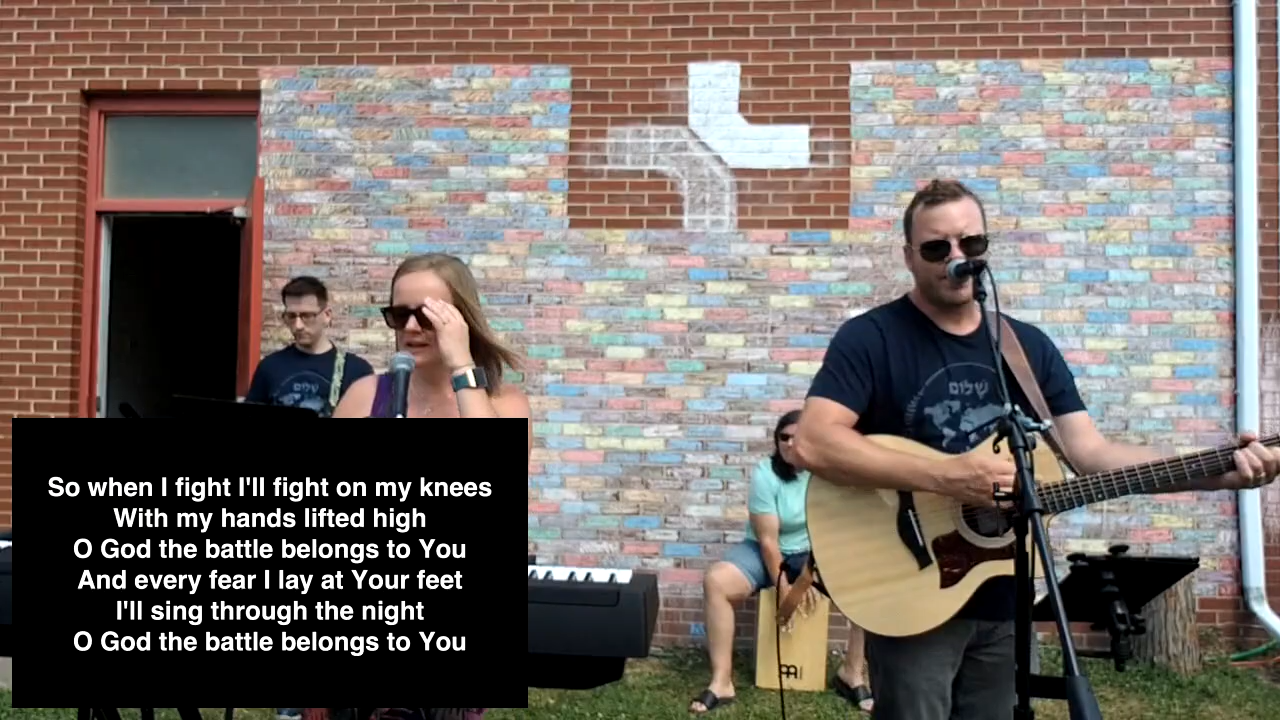 שלום
So when I fight I'll fight on my knees
With my hands lifted high
O God the battle belongs to You
And every fear I lay at Your feet
I'll sing through the night
O God the battle belongs to You